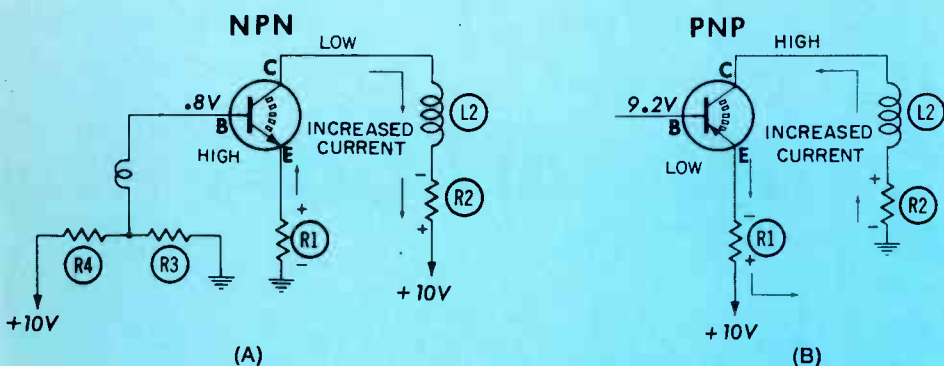 NPN
LOW
C
.8V
B
HIGH
E
INCREASED
CURRENT
L2
-
R2
+
+
R1
-
R4
R3
+10V
+10V
(A)
PNP
HIGH
C
9.2V
B
LOW
E
INCREASED
CURRENT
L2
+
R2
-
-
R1
+
+10V
(B)